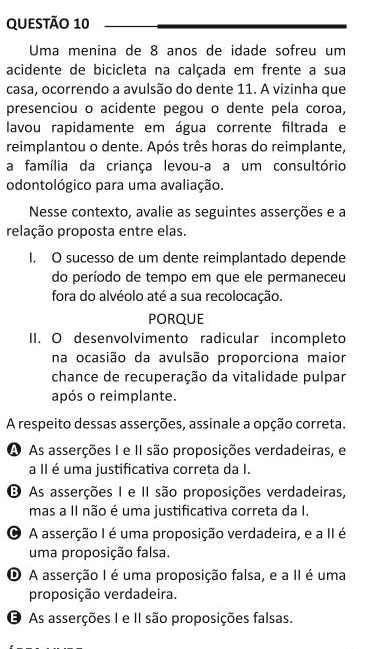 QUESTÃO 10
Uma menina de 8 anos de idade sofreu um
acidente de bicicleta na calçada em frente a sua
casa, ocorrendo a avulsão do dente 11. A vizinha que
presenciou o acidente pegou o dente pela coroa,
lavou rapidamente em água corrente filtrada e
reimplantou o dente. Após três horas do reimplante,
a família da criança levou-a a um consultório
odontológico para uma avaliação.
Nesse contexto, avalie as seguintes asserções e a
relação proposta entre elas.
I. O sucesso de um dente reimplantado depende
do período de tempo em que ele permaneceu
fora do alvéolo até a sua recolocação.
PORQUE
II. O desenvolvimento radicular incompleto
na ocasião da avulsão proporciona maior
chance de recuperação da vitalidade pulpar
após o reimplante.
A respeito dessas asserções, assinale a opção correta.
A As asserções I e II são proposições verdadeiras, e
a II é uma justificativa correta da I.
B As asserções I e II são proposições verdadeiras,
mas a II não é uma justificativa correta da I.
C A asserção I é uma proposição verdadeira, e a II é
uma proposição falsa.
D A asserção I é uma proposição falsa, e a II é uma
proposição verdadeira.
E As asserções I e II são proposições falsas.